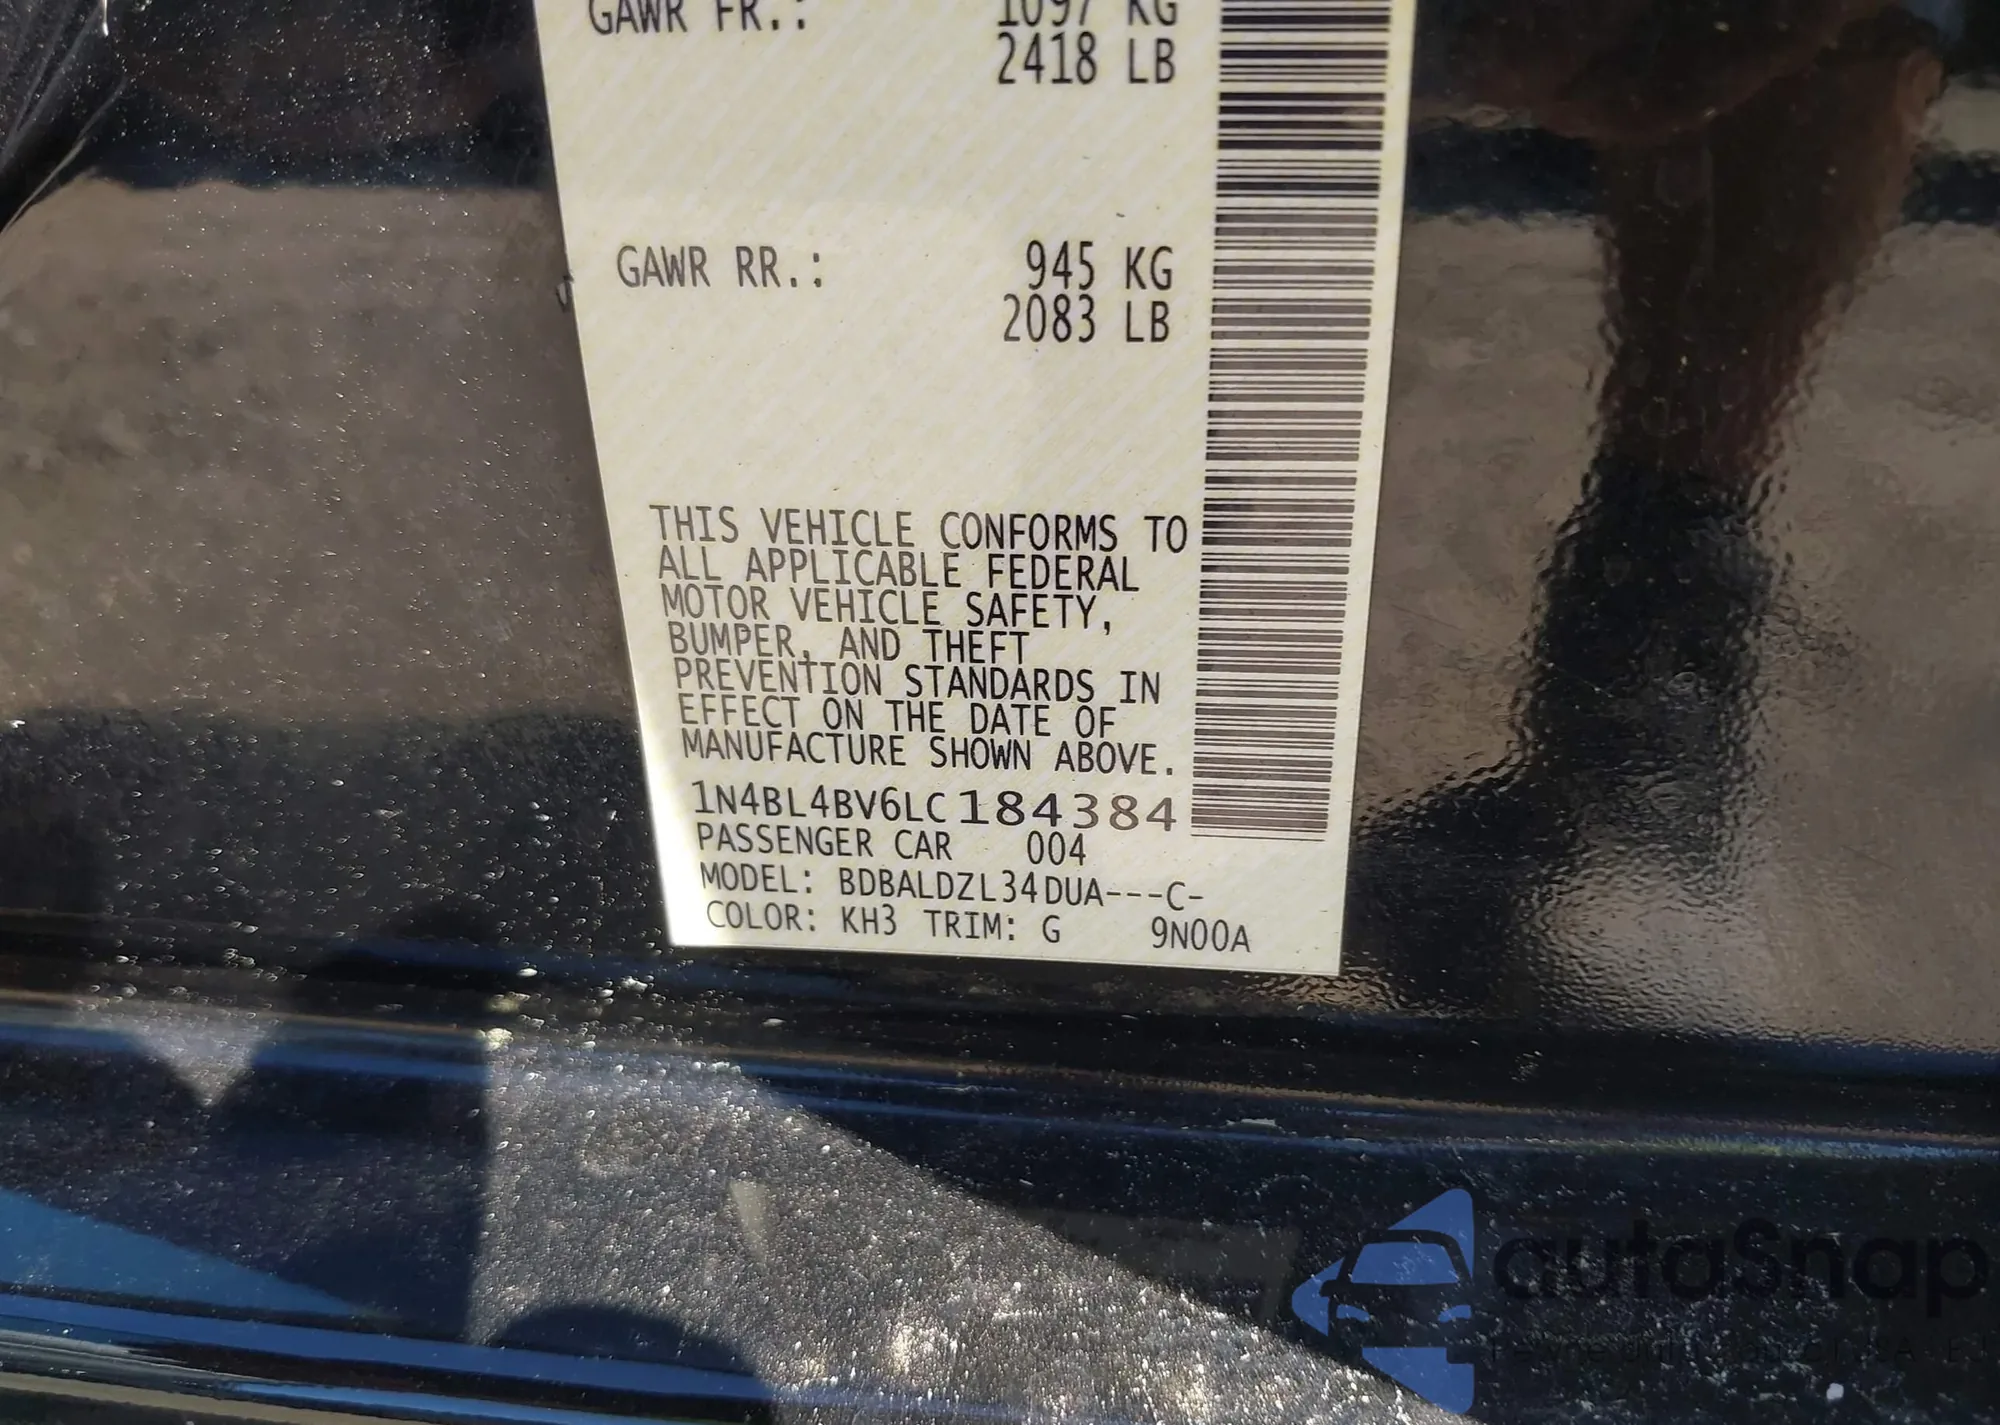 GAWR FR.: 1097 KG
2418 LB
GAWR RR.: 945 KG
2083 LB
THIS VEHICLE CONFORMS TO
ALL APPLICABLE FEDERAL
MOTOR VEHICLE SAFETY,
BUMPER, AND THEFT
PREVENTION STANDARDS IN
EFFECT ON THE DATE OF
MANUFACTURE SHOWN ABOVE.
1N4BL4BV6LC184384
PASSENGER CAR 004
MODEL: BDBALDZL34DUA---C-
COLOR: KH3 TRIM: G 9N00A
autoSnap